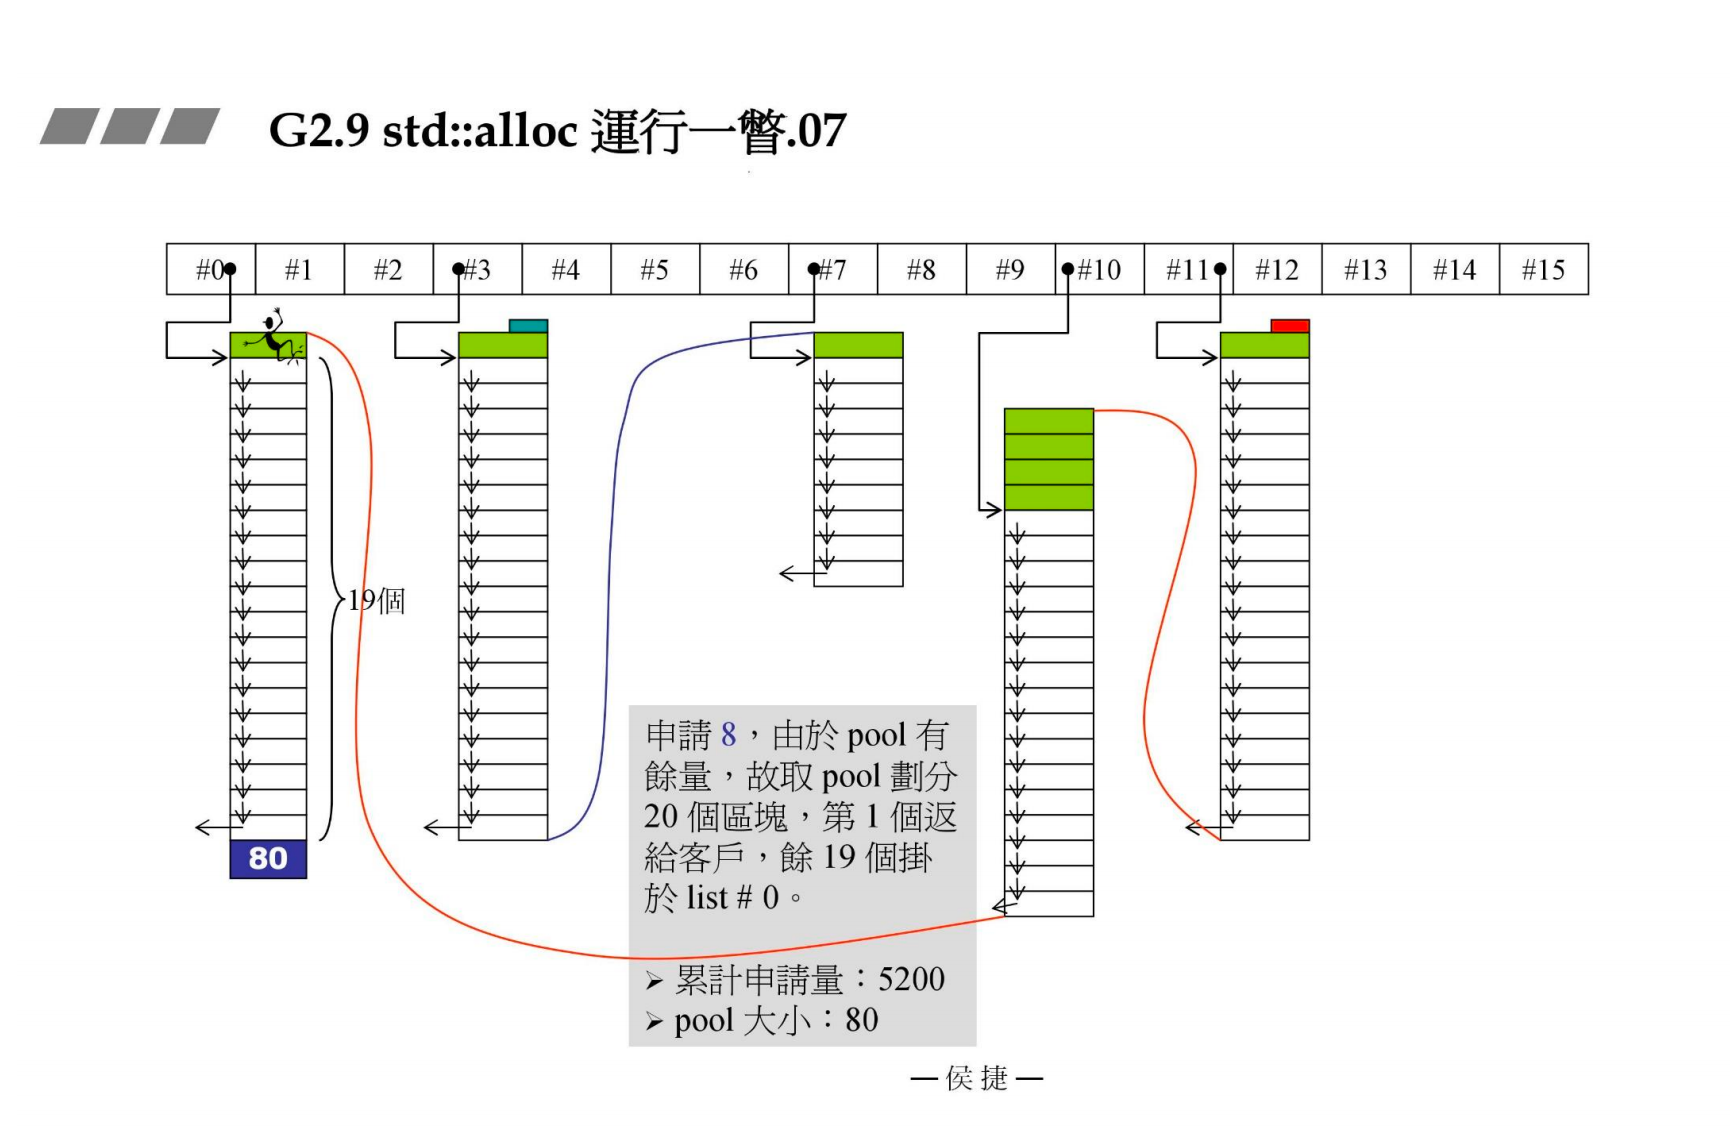 G2.9 std::alloc 運行一瞥.07
#0 #1 #2 #3 #4 #5 #6 #7 #8 #9 #10 #11 #12 #13 #14 #15
19個
80
申請 8，由於 pool 有
餘量，故取 pool 劃分
20 個區塊，第 1 個返
給客戶，餘 19 個掛
於 list # 0。
➢ 累計申請量：5200
➢ pool 大小：80
— 侯 捷 —